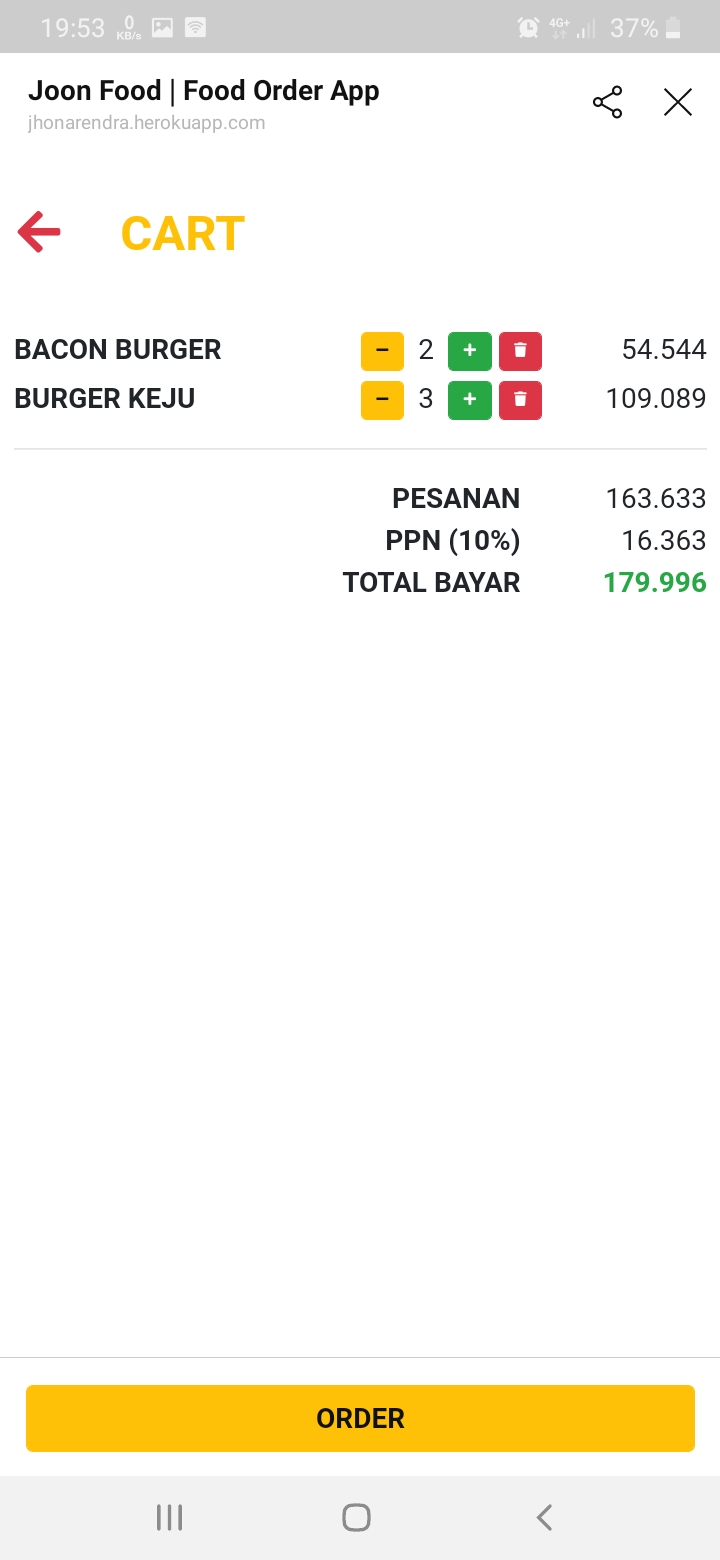 19:53 0 KB/s 4G+ 37%
Joon Food | Food Order App
jhonarendra.herokuapp.com
CART
BACON BURGER − 2 + 54.544
BURGER KEJU − 3 + 109.089
PESANAN 163.633
PPN (10%) 16.363
TOTAL BAYAR 179.996
ORDER